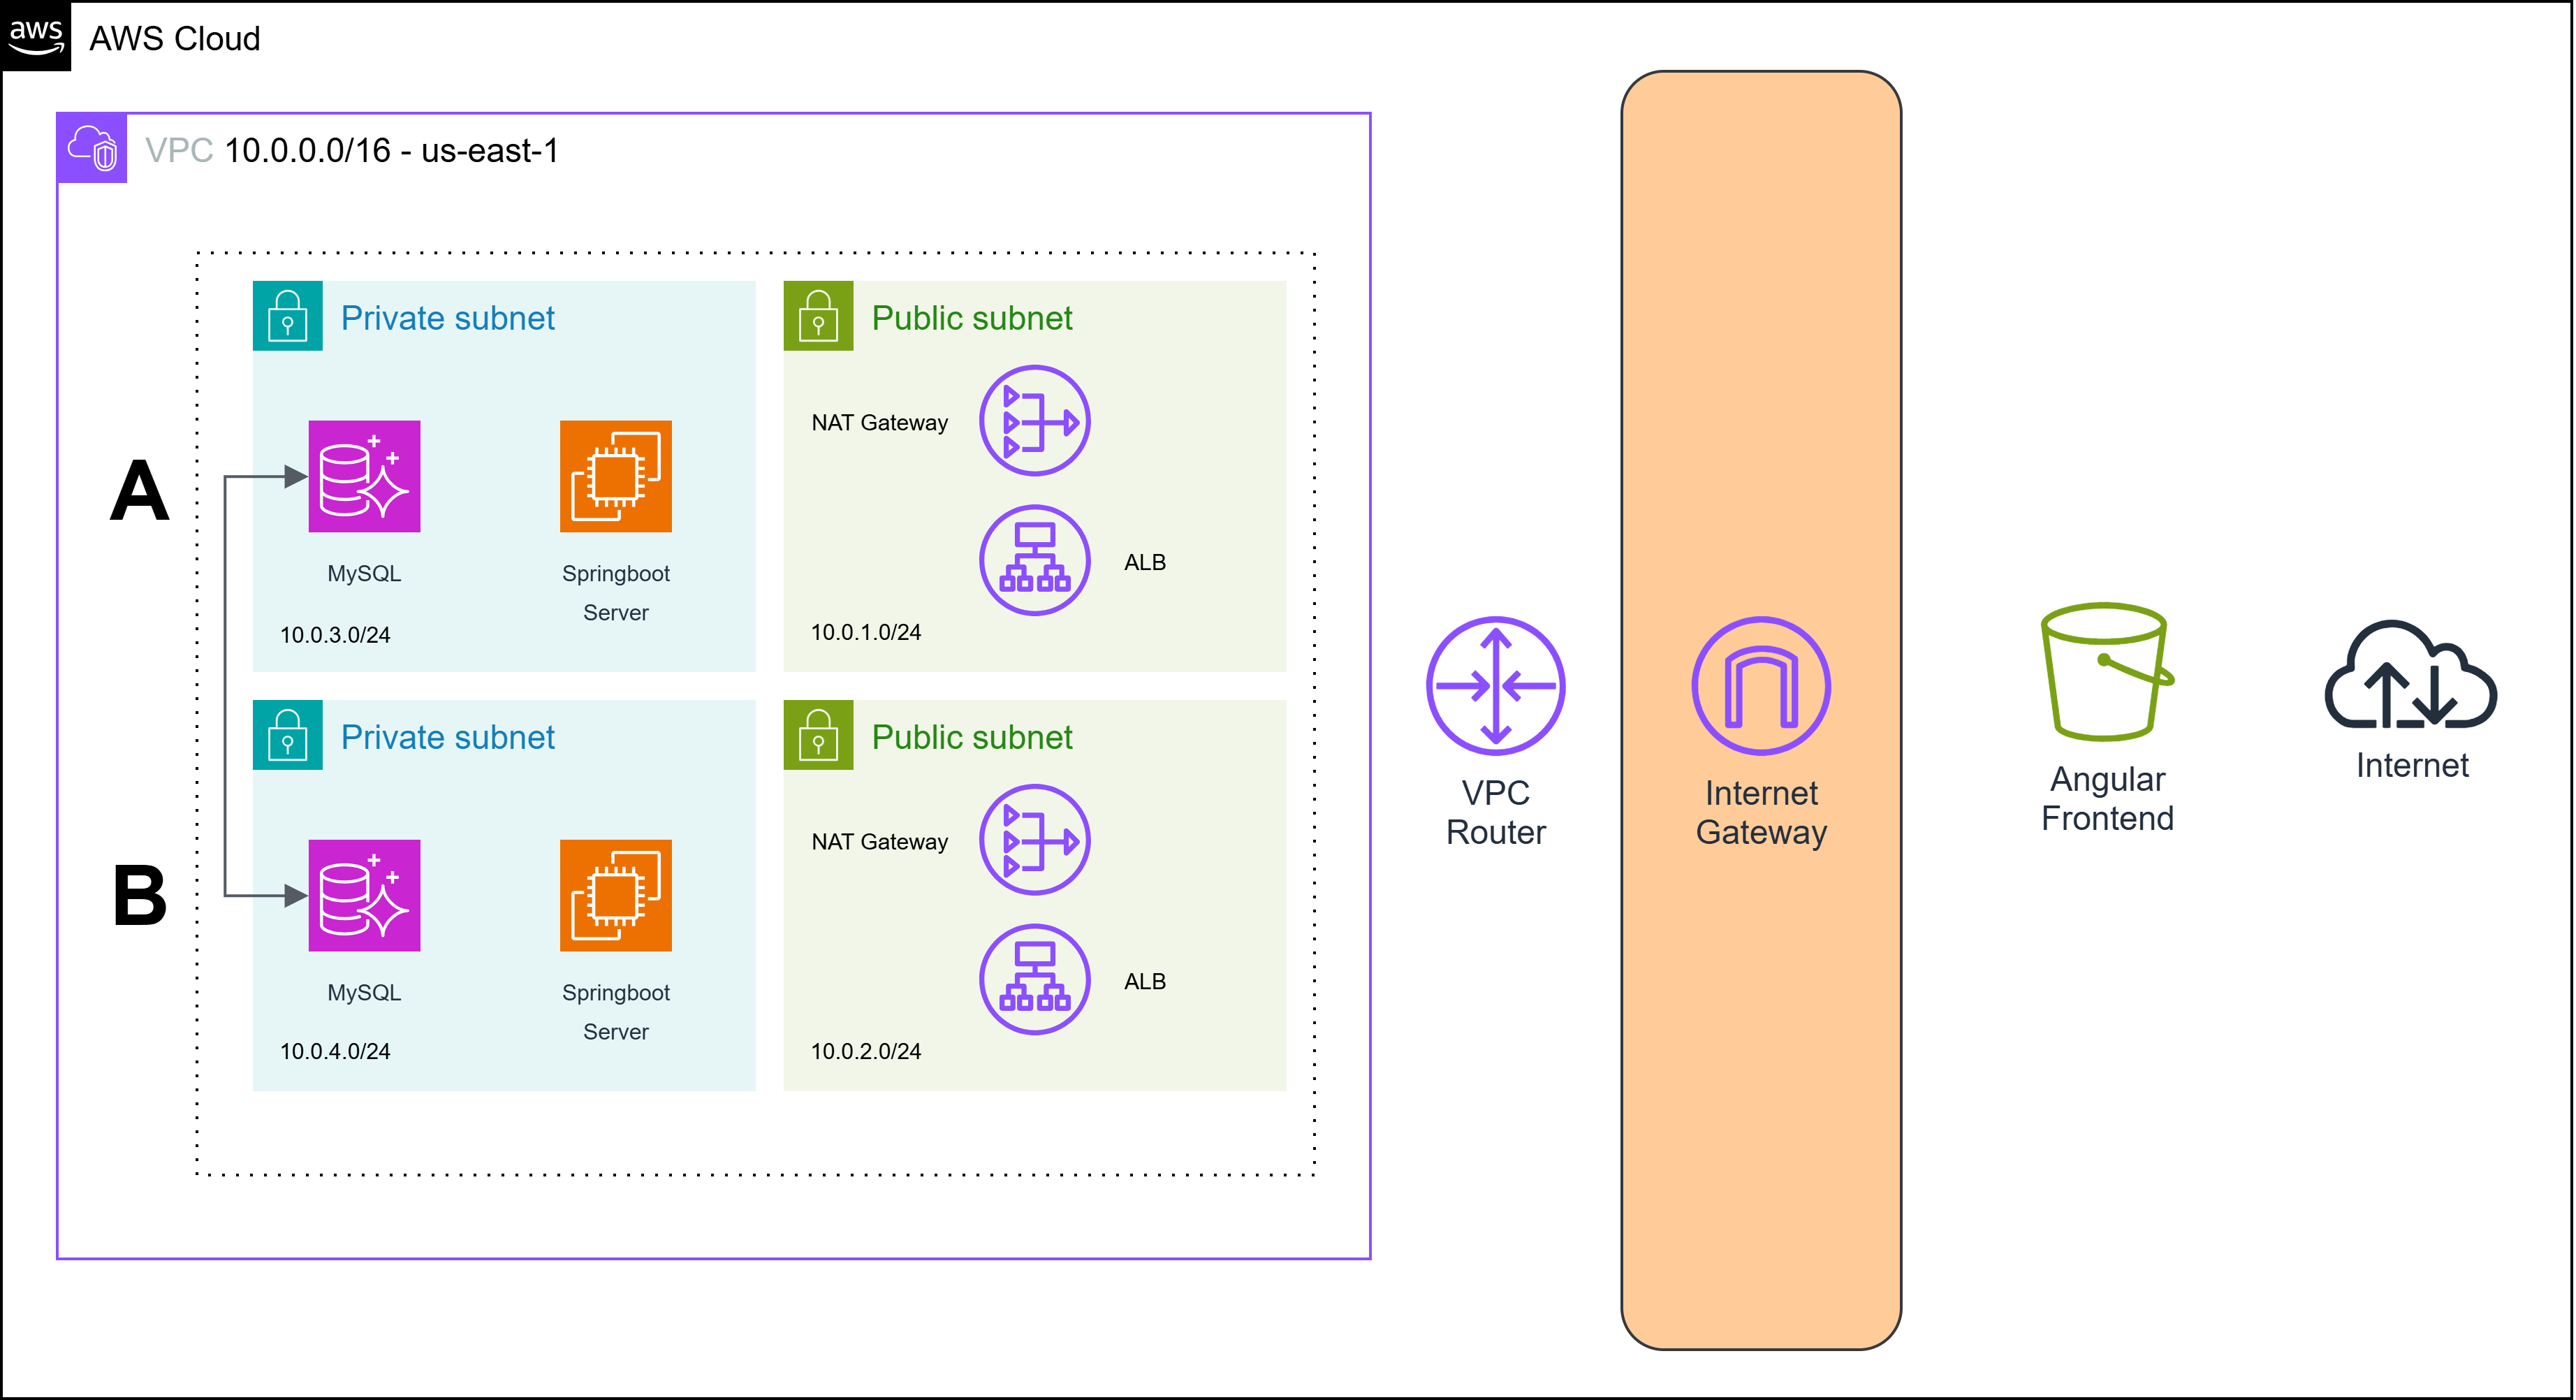 aws
AWS Cloud
VPC 10.0.0.0/16 - us-east-1
A
Private subnet
MySQL
Springboot
Server
10.0.3.0/24
Public subnet
NAT Gateway
ALB
10.0.1.0/24
B
Private subnet
MySQL
Springboot
Server
10.0.4.0/24
Public subnet
NAT Gateway
ALB
10.0.2.0/24
VPC
Router
Internet
Gateway
Angular
Frontend
Internet